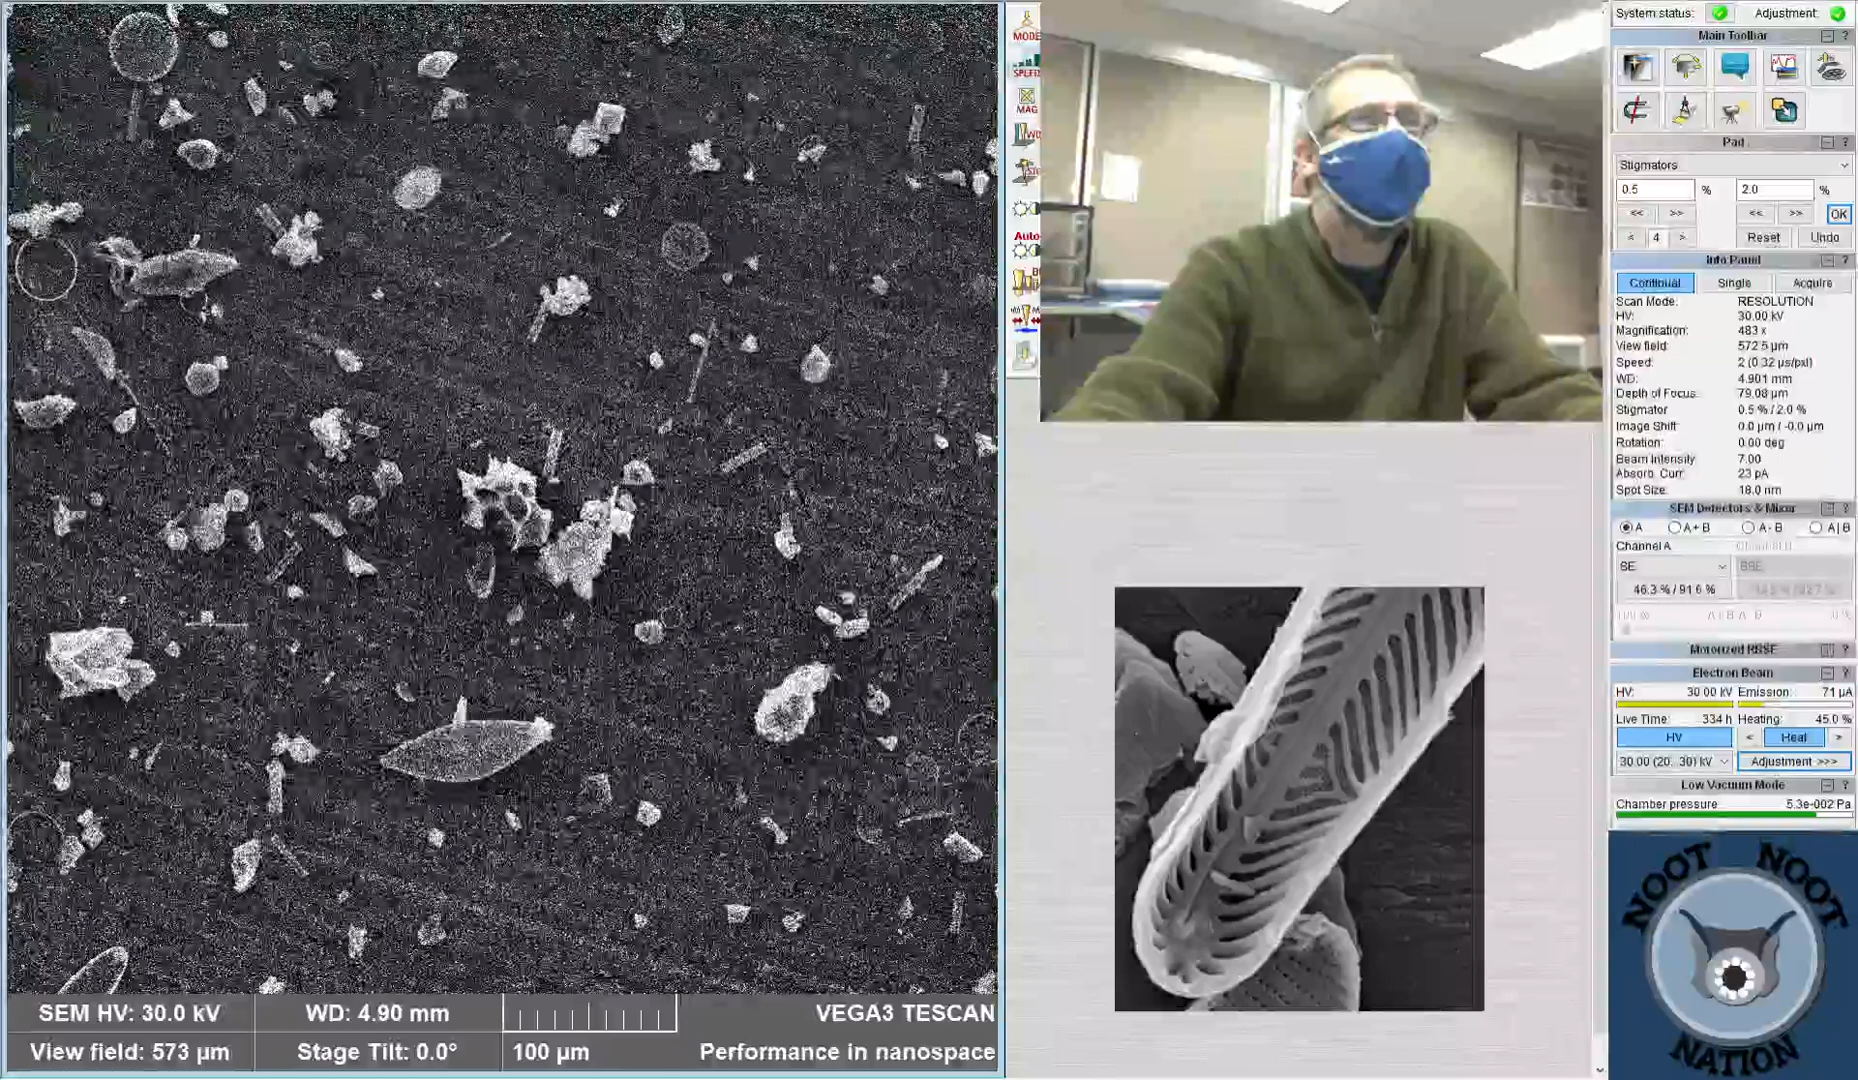 System status:
Adjustment:
Main Toolbar
MODE
SPEED
MAG
WD
Auto
Pad
Stigmators
0.5 % 2.0 %
<< >> << >> OK
< 4 > Reset Undo
Info Panel
Continual Single Acquire
Scan Mode: RESOLUTION
HV: 30.00 kV
Magnification: 483 x
View field: 572.5 µm
Speed: 2 (0.32 µs/pxl)
WD: 4.901 mm
Depth of Focus: 79.08 µm
Stigmator 0.5 % / 2.0 %
Image Shift: 0.0 µm / -0.0 µm
Rotation: 0.00 deg
Beam Intensity 7.00
Absorb. Curr: 23 pA
Spot Size: 18.0 nm
SEM Detectors & Mixer
A A + B A - B A | B
Channel A
SE BSE
46.3 % / 91.6 %
Electron Beam
HV: 30.00 kV Emission: 71 µA
Live Time: 334 h Heating: 45.0 %
HV < Heat >
30.00 (20...30) kV Adjustment >>>
Low Vacuum Mode
Chamber pressure 5.3e-002 Pa
NOOT NOOT
NATION
SEM HV: 30.0 kV WD: 4.90 mm VEGA3 TESCAN
View field: 573 µm Stage Tilt: 0.0° 100 µm Performance in nanospace